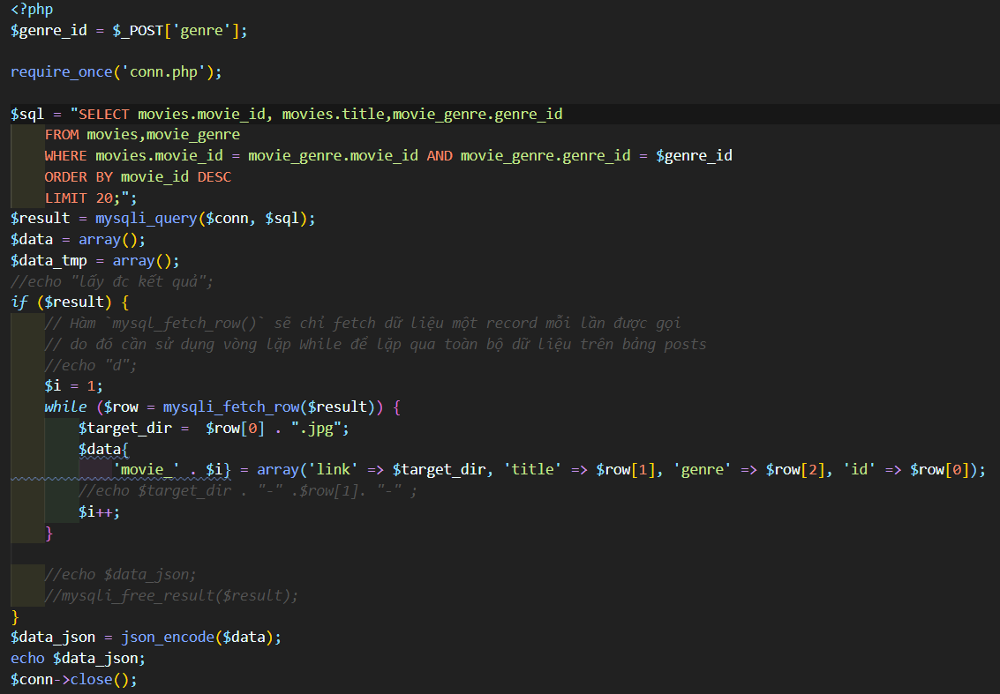 <?php
$genre_id = $_POST['genre'];
require_once('conn.php');
$sql = "SELECT movies.movie_id, movies.title,movie_genre.genre_id
FROM movies,movie_genre
WHERE movies.movie_id = movie_genre.movie_id AND movie_genre.genre_id = $genre_id
ORDER BY movie_id DESC
LIMIT 20;";
$result = mysqli_query($conn, $sql);
$data = array();
$data_tmp = array();
//echo "lấy đc kết quả";
if ($result) {
// Hàm `mysql_fetch_row()` sẽ chỉ fetch dữ liệu một record mỗi lần được gọi
// do đó cần sử dụng vòng lặp While để lặp qua toàn bộ dữ liệu trên bảng posts
//echo "d";
$i = 1;
while ($row = mysqli_fetch_row($result)) {
$target_dir =  $row[0] . ".jpg";
$data{
'movie_' . $i} = array('link' => $target_dir, 'title' => $row[1], 'genre' => $row[2], 'id' => $row[0]);
//echo $target_dir . "-" .$row[1]. "-" ;
$i++;
}
//echo $data_json;
//mysqli_free_result($result);
}
$data_json = json_encode($data);
echo $data_json;
$conn->close();